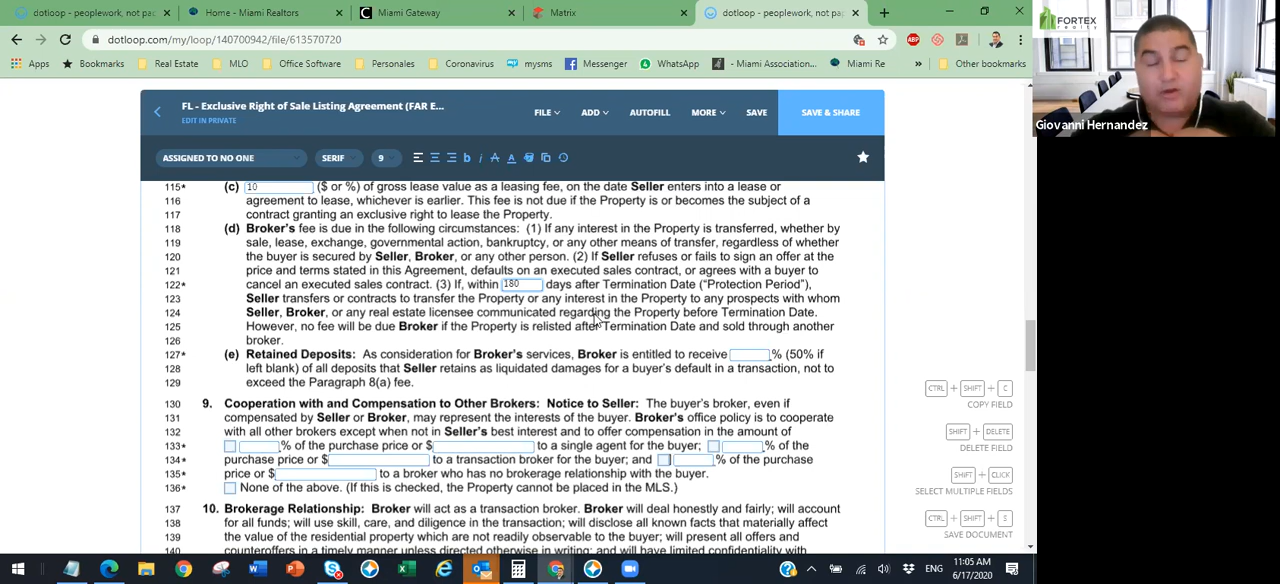 dotloop - peoplework, not pap
Home - Miami Realtors
Miami Gateway
Matrix
dotloop - peoplework, not pap
dotloop.com/my/loop/140700942/file/613570720
Apps Bookmarks Real Estate MLO Office Software Personales Coronavirus mysms Messenger WhatsApp - Miami Association... Miami Re » Other bookmarks
FORTEX
realty
Giovanni Hernandez
FL - Exclusive Right of Sale Listing Agreement (FAR E...
EDIT IN PRIVATE
FILE ADD AUTOFILL MORE SAVE SAVE & SHARE
ASSIGNED TO NO ONE SERIF 9
115* (c) 10 ($ or %) of gross lease value as a leasing fee, on the date Seller enters into a lease or
116 agreement to lease, whichever is earlier. This fee is not due if the Property is or becomes the subject of a
117 contract granting an exclusive right to lease the Property.
118 (d) Broker's fee is due in the following circumstances: (1) If any interest in the Property is transferred, whether by
119 sale, lease, exchange, governmental action, bankruptcy, or any other means of transfer, regardless of whether
120 the buyer is secured by Seller, Broker, or any other person. (2) If Seller refuses or fails to sign an offer at the
121 price and terms stated in this Agreement, defaults on an executed sales contract, or agrees with a buyer to
122* cancel an executed sales contract. (3) If, within 180 days after Termination Date ("Protection Period"),
123 Seller transfers or contracts to transfer the Property or any interest in the Property to any prospects with whom
124 Seller, Broker, or any real estate licensee communicated regarding the Property before Termination Date.
125 However, no fee will be due Broker if the Property is relisted after Termination Date and sold through another
126 broker.
127* (e) Retained Deposits: As consideration for Broker's services, Broker is entitled to receive % (50% if
128 left blank) of all deposits that Seller retains as liquidated damages for a buyer's default in a transaction, not to
129 exceed the Paragraph 8(a) fee.
130 9. Cooperation with and Compensation to Other Brokers: Notice to Seller: The buyer's broker, even if
131 compensated by Seller or Broker, may represent the interests of the buyer. Broker's office policy is to cooperate
132 with all other brokers except when not in Seller's best interest and to offer compensation in the amount of
133* % of the purchase price or $ to a single agent for the buyer; % of the
134* purchase price or $ to a transaction broker for the buyer; and % of the purchase
135* price or $ to a broker who has no brokerage relationship with the buyer.
136* None of the above. (If this is checked, the Property cannot be placed in the MLS.)
137 10. Brokerage Relationship: Broker will act as a transaction broker. Broker will deal honestly and fairly; will account
138 for all funds; will use skill, care, and diligence in the transaction; will disclose all known facts that materially affect
139 the value of the residential property which are not readily observable to the buyer; will present all offers and
140 counteroffers in a timely manner unless directed otherwise in writing; and will have limited confidentiality with
CTRL + SHIFT + C
COPY FIELD
SHIFT + DELETE
DELETE FIELD
SHIFT + CLICK
SELECT MULTIPLE FIELDS
CTRL + SHIFT + S
SAVE DOCUMENT
ENG
11:05 AM
6/17/2020